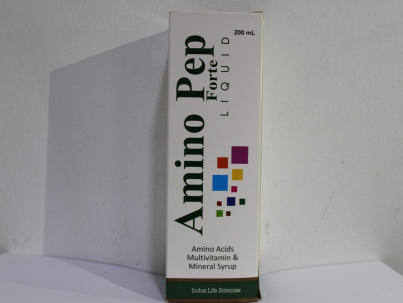 200 mL
Amino Pep
Forte
LIQUID
Amino Acids
Multivitamin &
Mineral Syrup
Indus Life Sciences